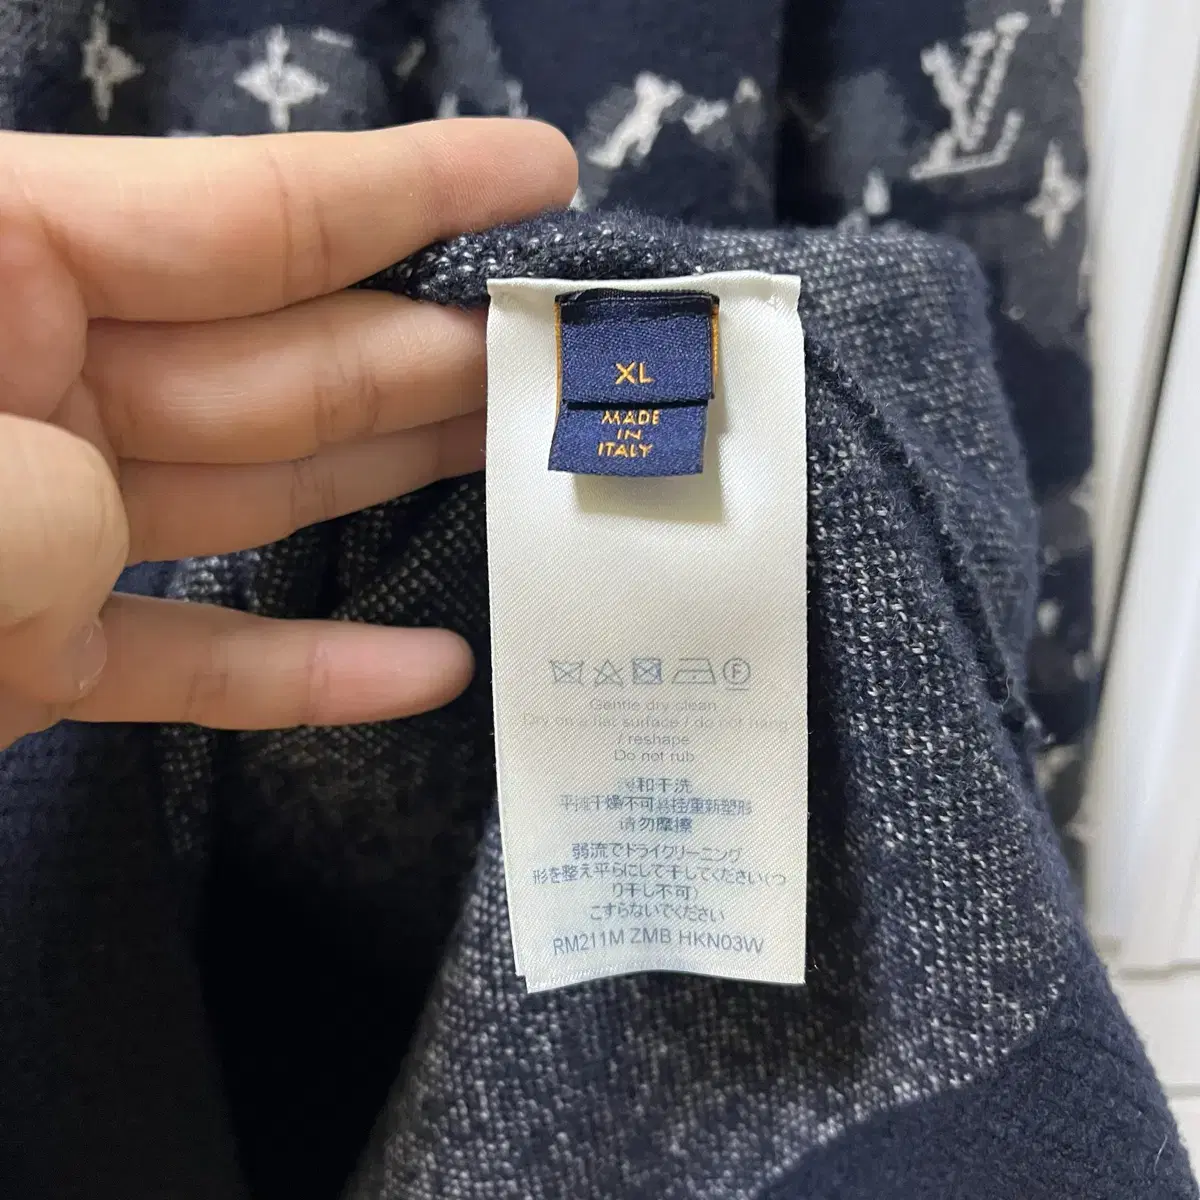 LV
XL
MADE
IN
ITALY
F
Gentle dry clean
Dry on a flat surface / do not hang
/ reshape
Do not rub
和干洗
平摊干燥/不可悬挂/重新塑形
请勿摩擦
弱流でドライクリーニング
形を整え平らにして干してください(つ
り干し不可)
こすらないでください
RM211M ZMB HKN03W